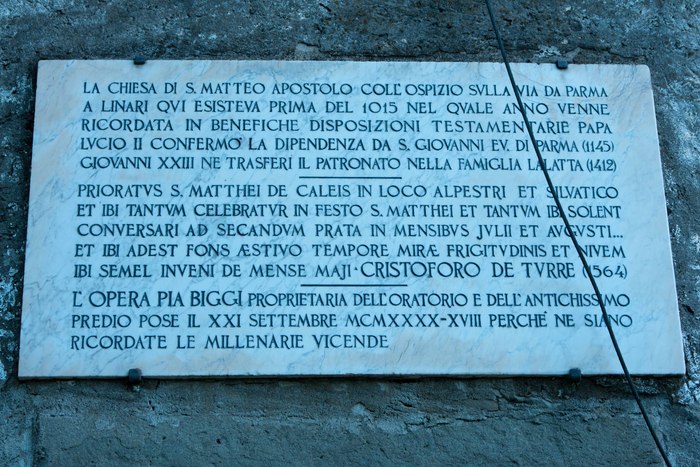 LA CHIESA DI S. MATTEO APOSTOLO COLL' OSPIZIO SVLLA VIA DA PARMA
A LINARI QVI ESISTEVA PRIMA DEL 1015 NEL QVALE ANNO VENNE
RICORDATA IN BENEFICHE DISPOSIZIONI TESTAMENTARIE PAPA
LVCIO II CONFERMO' LA DIPENDENZA DA S. GIOVANNI EV. DI PARMA (1145)
GIOVANNI XXIII NE TRASFERI IL PATRONATO NELLA FAMIGLIA LALATTA (1412)
PRIORATVS S. MATTHEI DE CALEIS IN LOCO ALPESTRI ET SILVATICO
ET IBI TANTVM CELEBRATVR IN FESTO S. MATTHEI ET TANTVM IBI SOLENT
CONVERSARI AD SECANDVM PRATA IN MENSIBVS JVLII ET AVGVSTI...
ET IBI ADEST FONS ÆSTIVO TEMPORE MIRÆ FRIGITVDINIS ET NIVEM
IBI SEMEL INVENI DE MENSE MAJI · CRISTOFORO DE TVRRE (1564)
L' OPERA PIA BIGGI PROPRIETARIA DELL'ORATORIO E DELL' ANTICHISSIMO
PREDIO POSE IL XXI SETTEMBRE MCMXXXX-XVIII PERCHÉ NE SIANO
RICORDATE LE MILLENARIE VICENDE